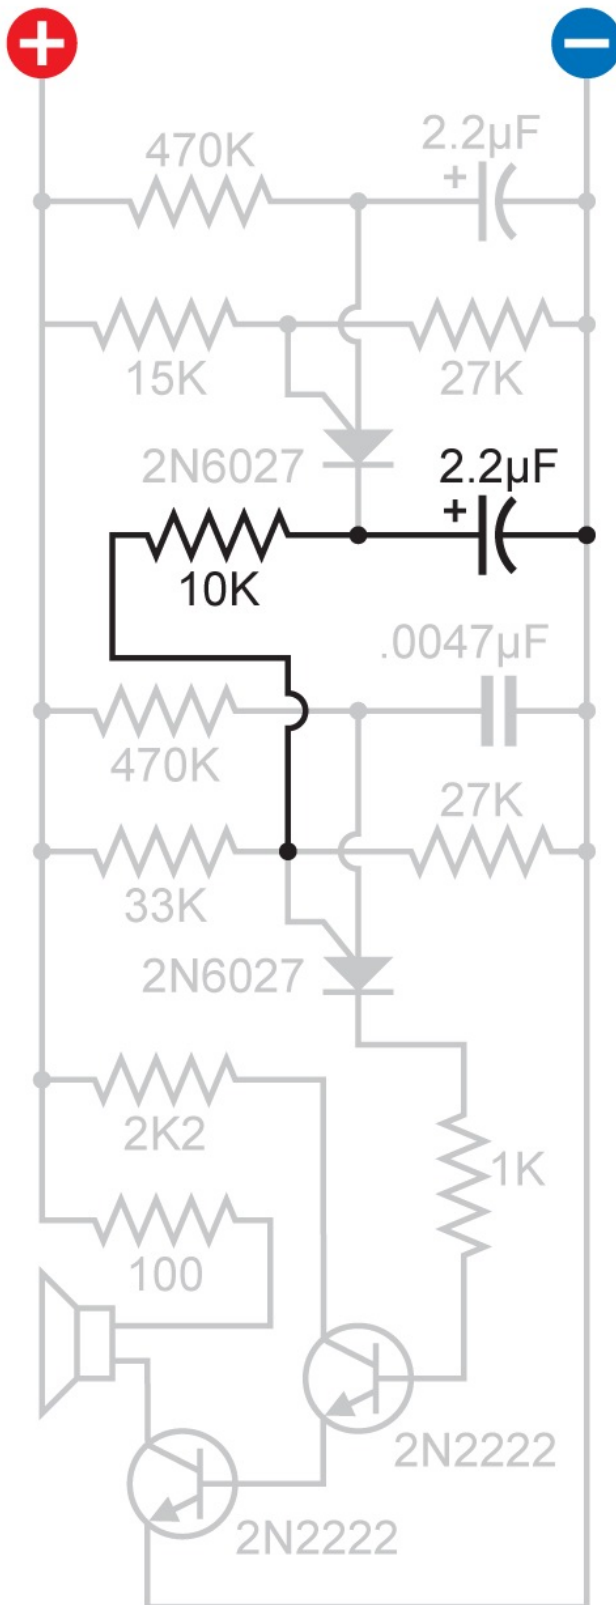 + −
470K 2.2µF
+
15K 27K
2N6027 2.2µF
+
10K
.0047µF
470K
27K
33K
2N6027
2K2
1K
100
2N2222
2N2222